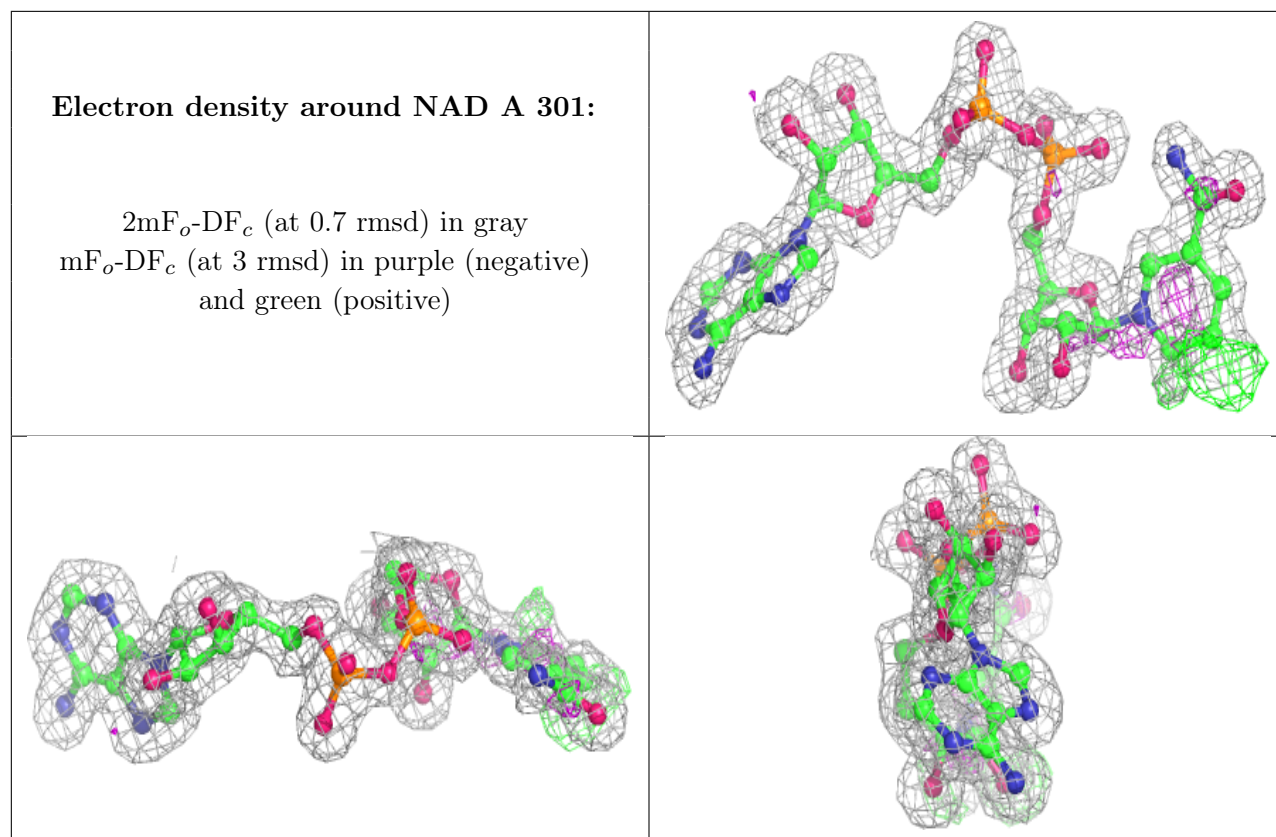 Electron density around NAD A 301:
2mFo-DFc (at 0.7 rmsd) in gray
mFo-DFc (at 3 rmsd) in purple (negative)
and green (positive)